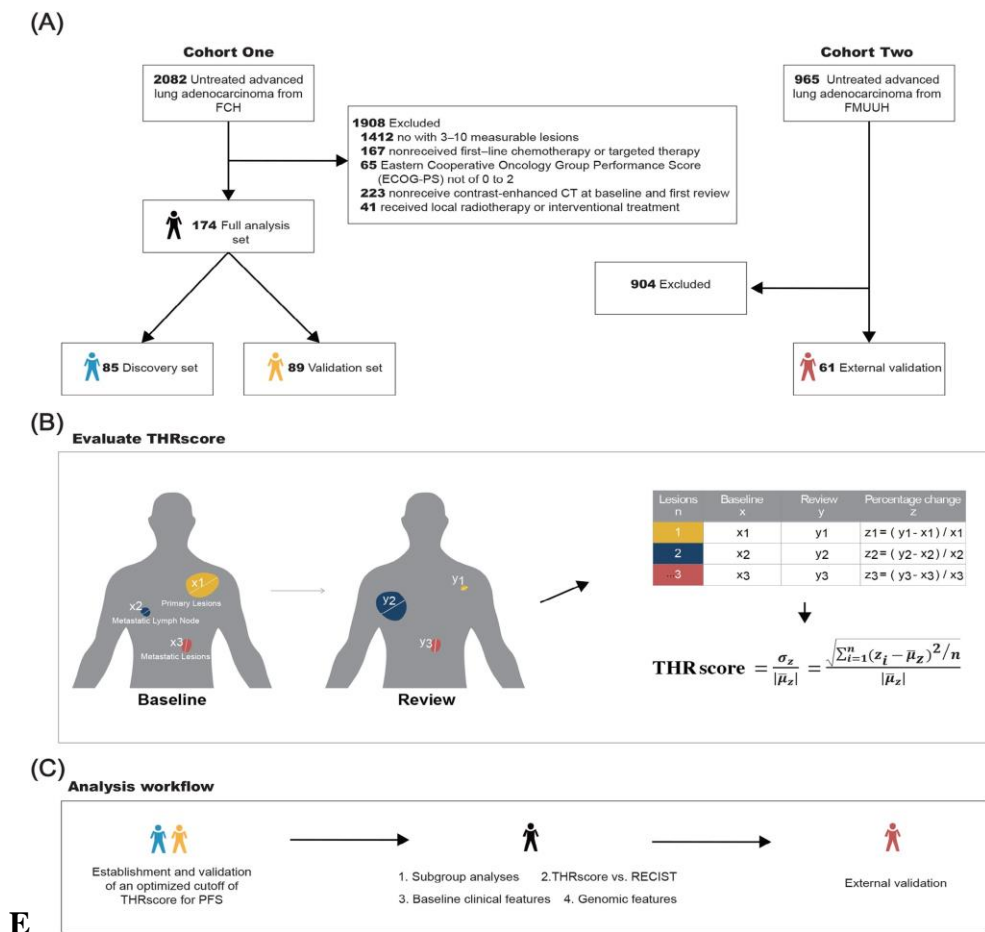 (A)
Cohort One
2082 Untreated advanced
lung adenocarcinoma from
FCH
1908 Excluded
1412 no with 3–10 measurable lesions
167 nonreceived first–line chemotherapy or targeted therapy
65 Eastern Cooperative Oncology Group Performance Score
(ECOG-PS) not of 0 to 2
223 nonreceive contrast-enhanced CT at baseline and first review
41 received local radiotherapy or interventional treatment
174 Full analysis
set
85 Discovery set
89 Validation set
Cohort Two
965 Untreated advanced
lung adenocarcinoma from
FMUUH
904 Excluded
61 External validation
(B)
Evaluate THRscore
x1
Primary Lesions
x2
Metastatic Lymph Node
x3
Metastatic Lesions
Baseline
y1
y2
y3
Review
Lesions Baseline Review Percentage change
n x y z
1 x1 y1 z1= ( y1- x1) / x1
2 x2 y2 z2= ( y2- x2) / x2
3 x3 y3 z3= ( y3- x3) / x3
THR score = σz / |μ̄z| = √(∑ⁿᵢ₌₁(zᵢ − μ̄z)²/n) / |μ̄z|
(C)
Analysis workflow
Establishment and validation
of an optimized cutoff of
THRscore for PFS
1. Subgroup analyses 2.THRscore vs. RECIST
3. Baseline clinical features 4. Genomic features
External validation
E